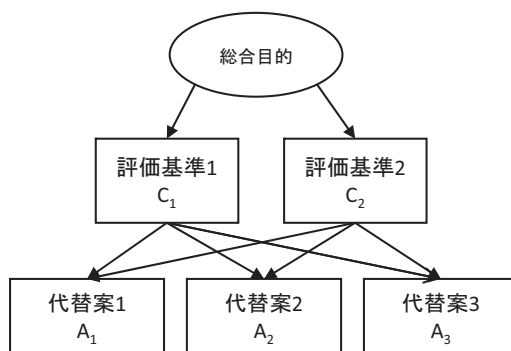 総合目的
評価基準1
C₁
評価基準2
C₂
代替案1
A₁
代替案2
A₂
代替案3
A₃